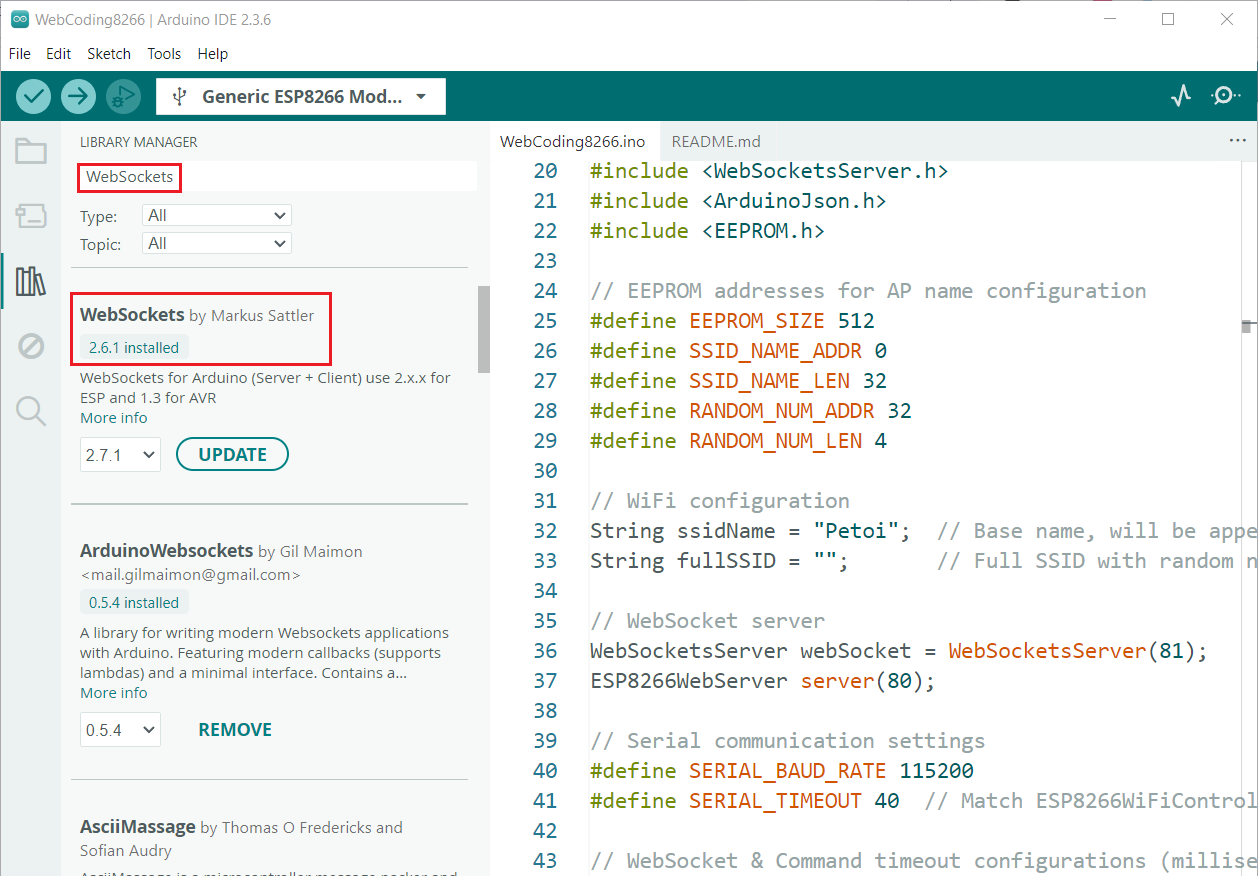 WebCoding8266 | Arduino IDE 2.3.6
File Edit Sketch Tools Help
Generic ESP8266 Mod...
LIBRARY MANAGER
WebSockets
Type: All
Topic: All
WebSockets by Markus Sattler
2.6.1 installed
WebSockets for Arduino (Server + Client) use 2.x.x for
ESP and 1.3 for AVR
More info
2.7.1 UPDATE
ArduinoWebsockets by Gil Maimon
<mail.gilmaimon@gmail.com>
0.5.4 installed
A library for writing modern Websockets applications
with Arduino. Featuring modern callbacks (supports
lambdas) and a minimal interface. Contains a...
More info
0.5.4 REMOVE
AsciiMassage by Thomas O Fredericks and
Sofian Audry
AsciiMassage is a microcontroller message packer and
WebCoding8266.ino README.md
20 #include <WebSocketsServer.h>
21 #include <ArduinoJson.h>
22 #include <EEPROM.h>
23
24 // EEPROM addresses for AP name configuration
25 #define EEPROM_SIZE 512
26 #define SSID_NAME_ADDR 0
27 #define SSID_NAME_LEN 32
28 #define RANDOM_NUM_ADDR 32
29 #define RANDOM_NUM_LEN 4
30
31 // WiFi configuration
32 String ssidName = "Petoi"; // Base name, will be appe
33 String fullSSID = ""; // Full SSID with random n
34
35 // WebSocket server
36 WebSocketsServer webSocket = WebSocketsServer(81);
37 ESP8266WebServer server(80);
38
39 // Serial communication settings
40 #define SERIAL_BAUD_RATE 115200
41 #define SERIAL_TIMEOUT 40 // Match ESP8266WiFiControl
42
43 // WebSocket & Command timeout configurations (millise